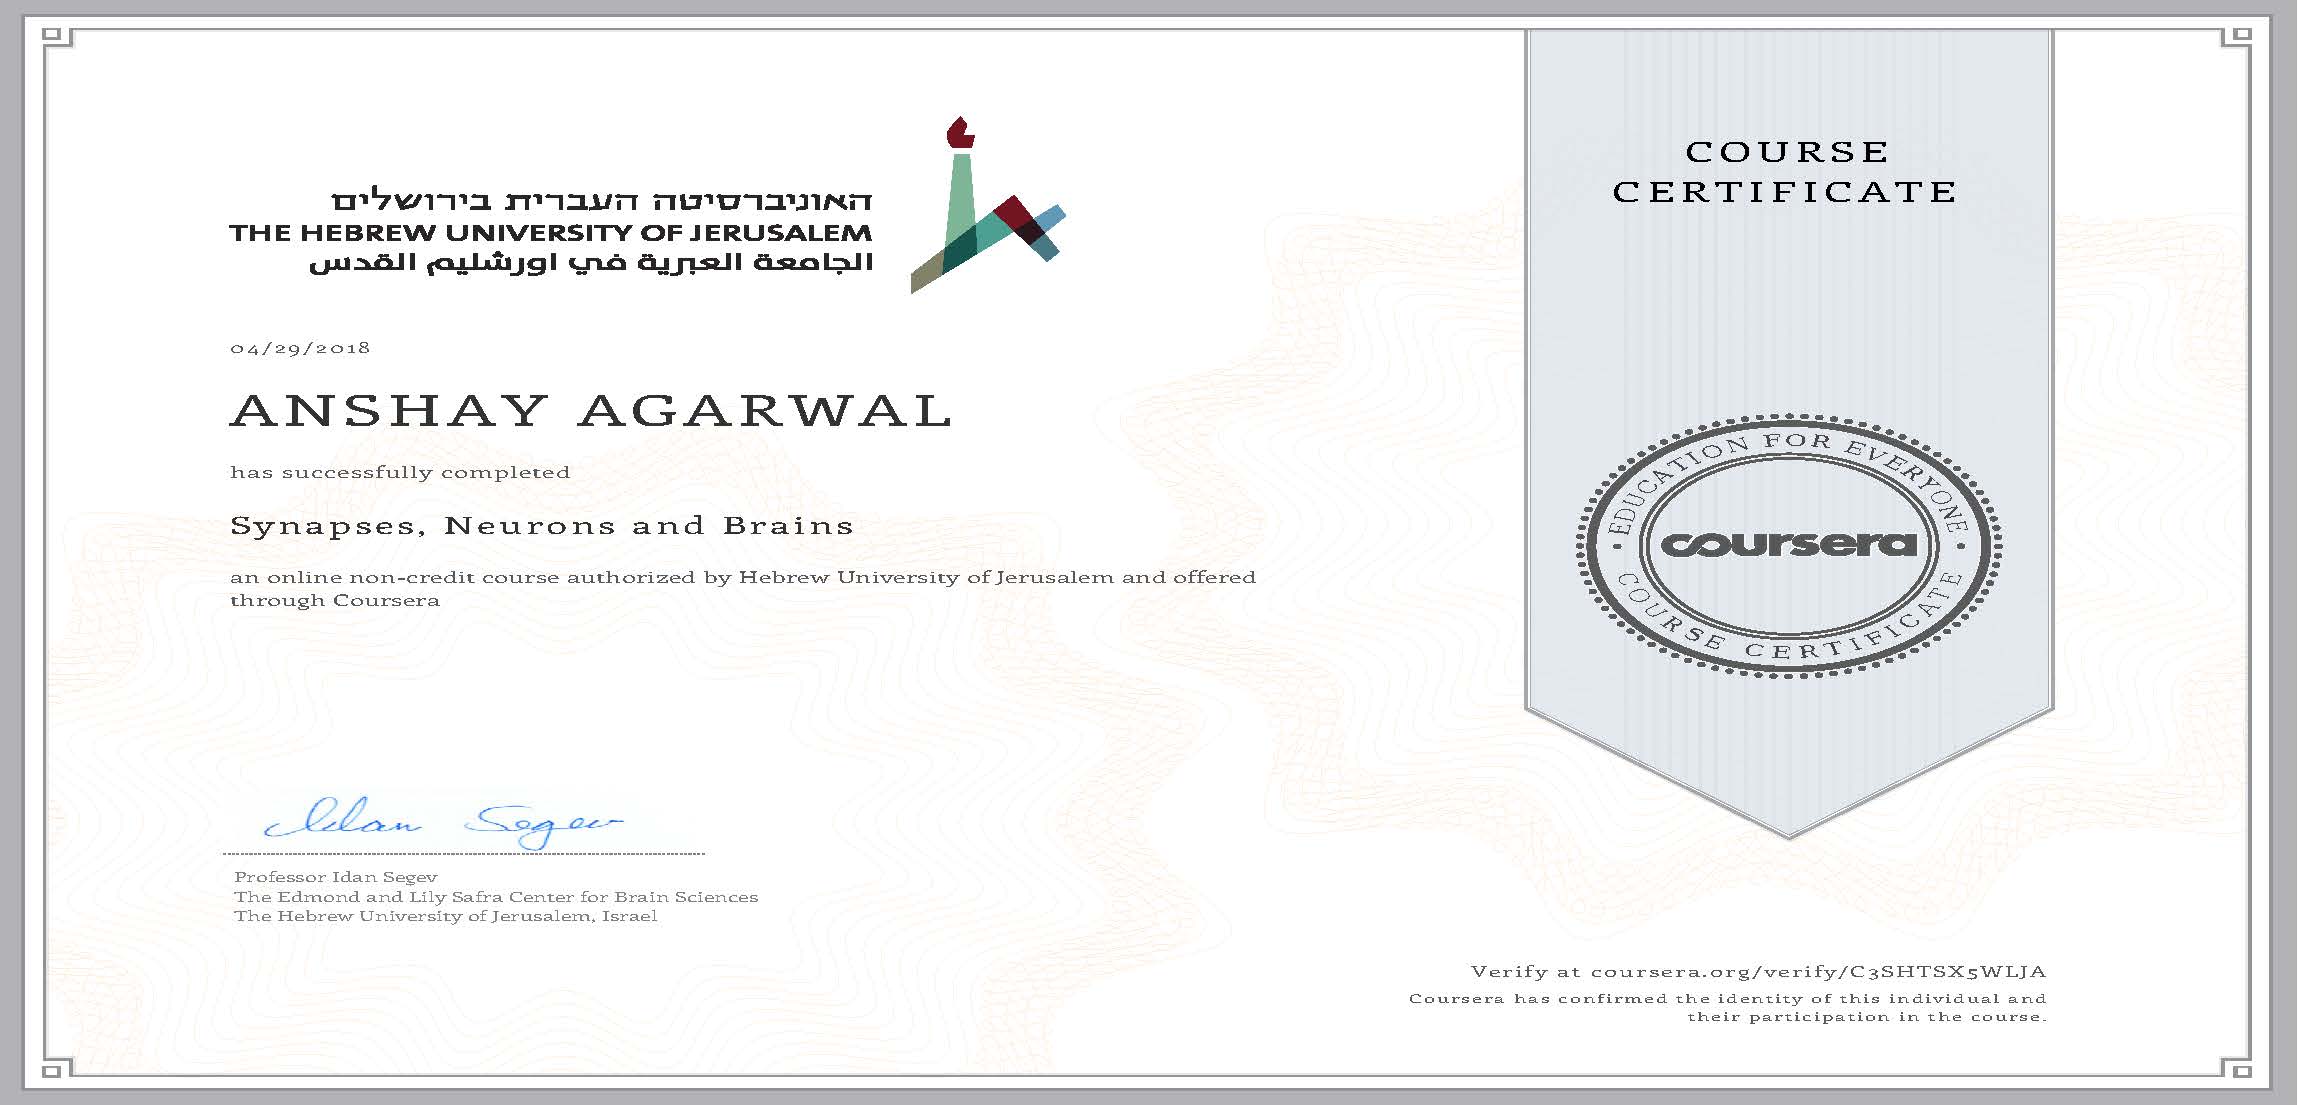 האוניברסיטה העברית בירושלים
THE HEBREW UNIVERSITY OF JERUSALEM
الجامعة العبرية في اورشليم القدس
04/29/2018
ANSHAY AGARWAL
has successfully completed
Synapses, Neurons and Brains
an online non-credit course authorized by Hebrew University of Jerusalem and offered
through Coursera
Idan Segev
Professor Idan Segev
The Edmond and Lily Safra Center for Brain Sciences
The Hebrew University of Jerusalem, Israel
COURSE
CERTIFICATE
EDUCATION FOR EVERYONE
coursera
COURSE CERTIFICATE
Verify at coursera.org/verify/C3SHTSX5WLJA
Coursera has confirmed the identity of this individual and
their participation in the course.